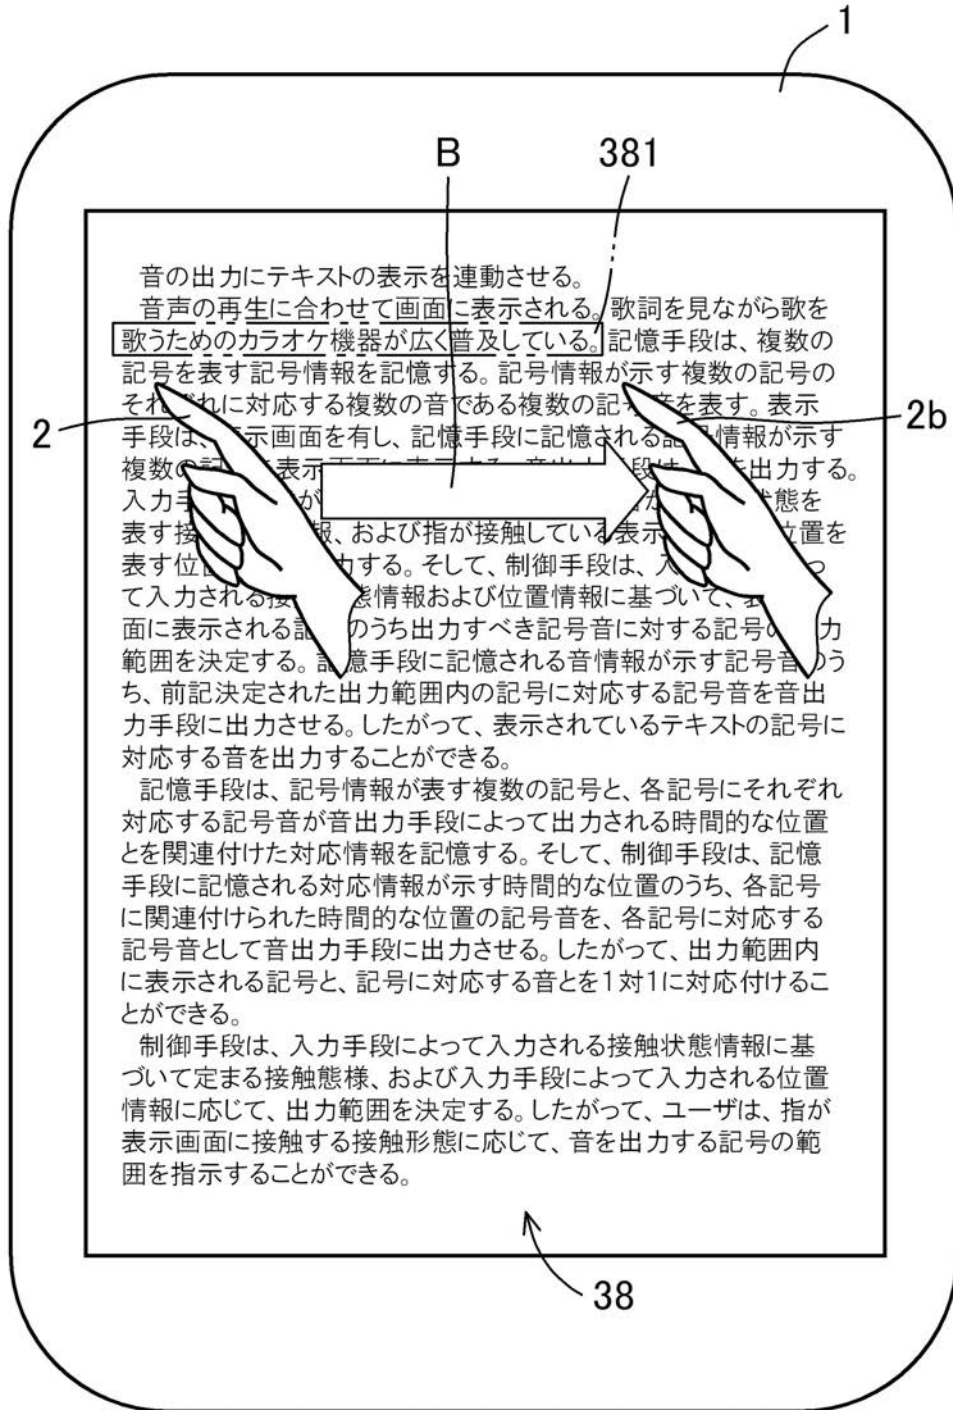 1
B
381
音の出力にテキストの表示を連動させる。
音声の再生に合わせて画面に表示される。歌詞を見ながら歌を
歌うためのカラオケ機器が広く普及している。記憶手段は、複数の
記号を表す記号情報を記憶する。記号情報が示す複数の記号の
それぞれに対応する複数の音である複数の記号音を表す。表示
2
2b
手段は、表示画面を有し、記憶手段に記憶される記号情報が示す
複数の 表示 を出力する。
入力手 が 状態を
表す接 報、および指が接触している表示 位置を
表す位 力する。そして、制御手段は、入 っ
て入力される接 態情報および位置情報に基づいて、表
面に表示される記 のうち出力すべき記号音に対する記号の 力
範囲を決定する。記憶手段に記憶される音情報が示す記号音のう
ち、前記決定された出力範囲内の記号に対応する記号音を音出
力手段に出力させる。したがって、表示されているテキストの記号に
対応する音を出力することができる。
記憶手段は、記号情報が表す複数の記号と、各記号にそれぞれ
対応する記号音が音出力手段によって出力される時間的な位置
とを関連付けた対応情報を記憶する。そして、制御手段は、記憶
手段に記憶される対応情報が示す時間的な位置のうち、各記号
に関連付けられた時間的な位置の記号音を、各記号に対応する
記号音として音出力手段に出力させる。したがって、出力範囲内
に表示される記号と、記号に対応する音とを1対1に対応付けるこ
とができる。
制御手段は、入力手段によって入力される接触状態情報に基
づいて定まる接触態様、および入力手段によって入力される位置
情報に応じて、出力範囲を決定する。したがって、ユーザは、指が
表示画面に接触する接触形態に応じて、音を出力する記号の範
囲を指示することができる。
38